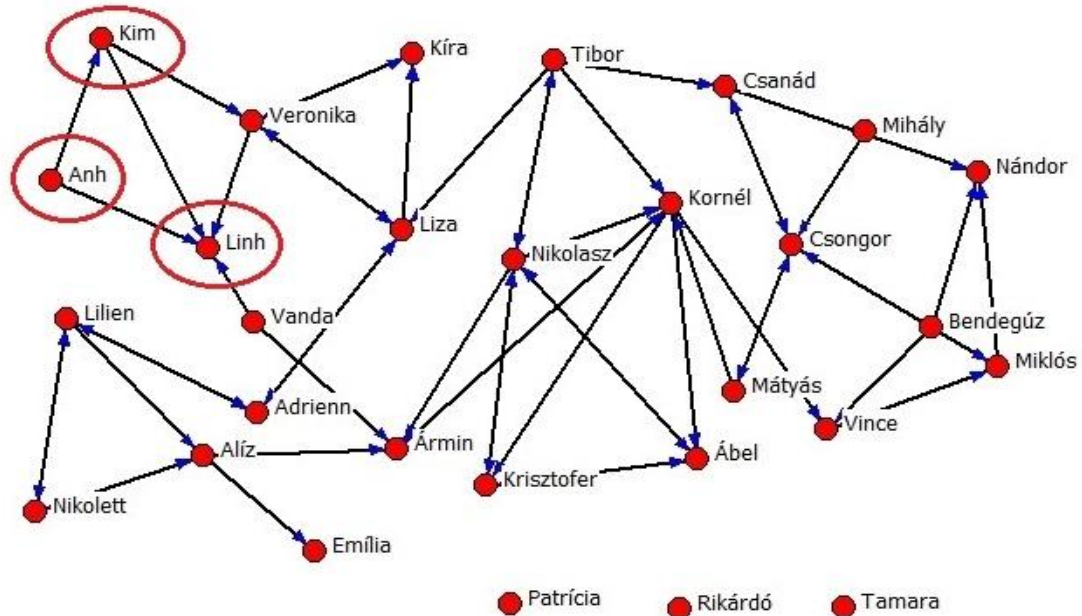 Kim
Kíra
Tibor
Csanád
Veronika
Mihály
Nándor
Anh
Kornél
Liza
Linh
Nikolasz
Csongor
Lilien
Vanda
Bendegúz
Miklós
Mátyás
Adrienn
Vince
Alíz
Ármin
Ábel
Krisztofer
Nikolett
Emília
Patrícia
Rikárdó
Tamara